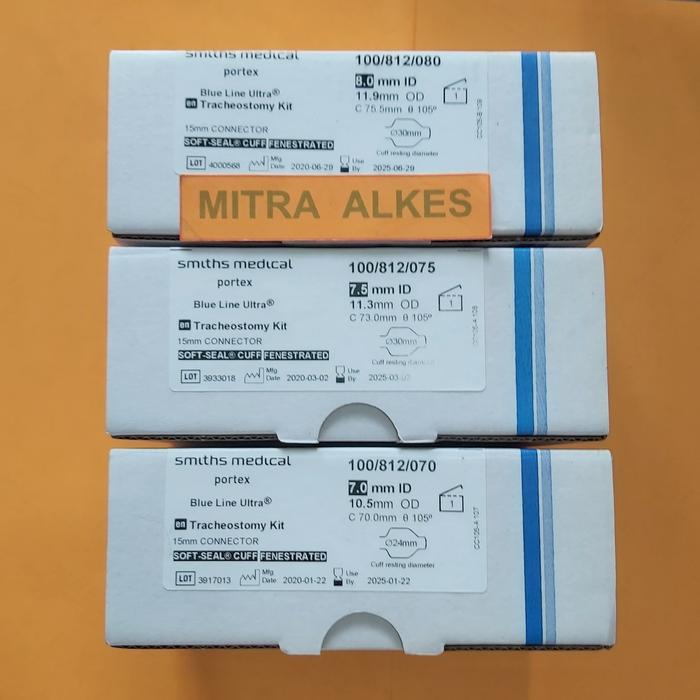 smiths medical
portex
Blue Line Ultra®
en Tracheostomy Kit
15mm CONNECTOR
SOFT-SEAL® CUFF FENESTRATED
LOT 4000568 Mfg. Date 2020-06-29 Use By 2025-06-29
100/812/080
8.0 mm ID
11.9mm OD
C 75.5mm θ 105°
1
Ø30mm
Cuff resting diameter
MITRA ALKES
smiths medical
portex
Blue Line Ultra®
en Tracheostomy Kit
15mm CONNECTOR
SOFT-SEAL® CUFF FENESTRATED
LOT 3933018 Mfg. Date 2020-03-02 Use By 2025-03-02
100/812/075
7.5 mm ID
11.3mm OD
C 73.0mm θ 105°
1
Ø30mm
Cuff resting diameter
smiths medical
portex
Blue Line Ultra®
en Tracheostomy Kit
15mm CONNECTOR
SOFT-SEAL® CUFF FENESTRATED
LOT 3917013 Mfg. Date 2020-01-22 Use By 2025-01-22
100/812/070
7.0 mm ID
10.5mm OD
C 70.0mm θ 105°
1
Ø24mm
Cuff resting diameter